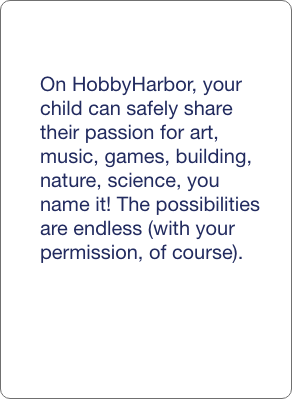 On HobbyHarbor, your
child can safely share
their passion for art,
music, games, building,
nature, science, you
name it! The possibilities
are endless (with your
permission, of course).